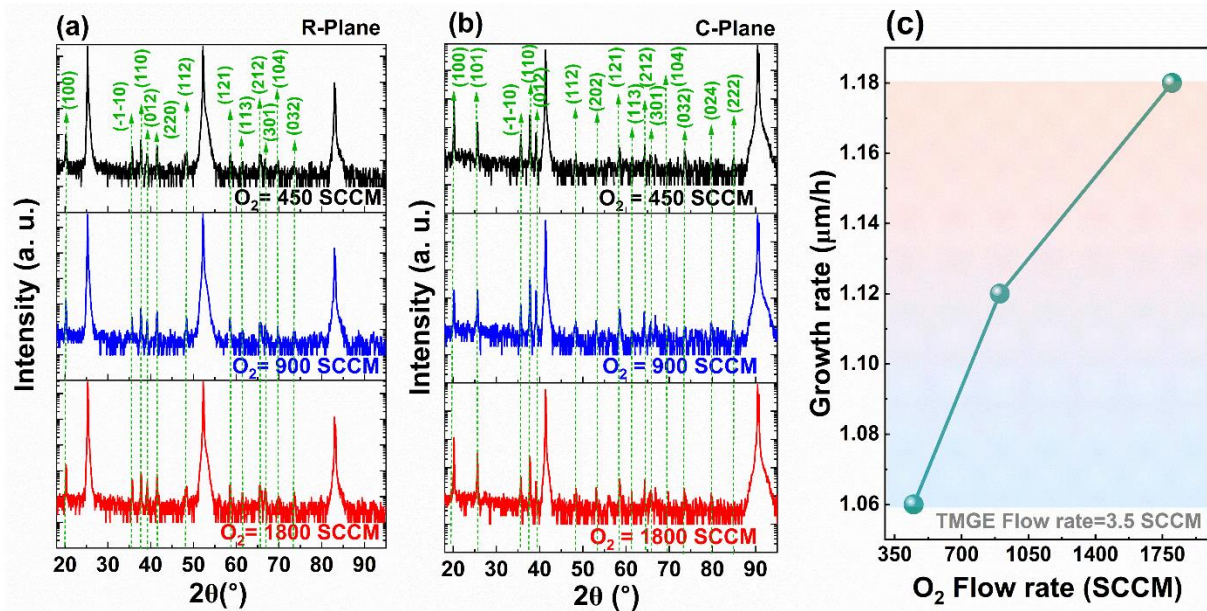 (a)
R-Plane
(100)
(-1-10)
(110)
(012)
(220)
(112)
(121)
(113)
(212)
(301)
(104)
(032)
O2= 450 SCCM
O2= 900 SCCM
O2= 1800 SCCM
Intensity (a. u.)
20 30 40 50 60 70 80 90
2θ(°)
(b)
C-Plane
(100)
(101)
(-1-10)
(110)
(012)
(112)
(202)
(121)
(113)
(212)
(301)
(104)
(032)
(024)
(222)
O2 = 450 SCCM
O2= 900 SCCM
O2 = 1800 SCCM
Intensity (a. u.)
20 30 40 50 60 70 80 90
2θ (°)
(c)
Growth rate (μm/h)
1.18
1.16
1.14
1.12
1.10
1.08
1.06
TMGE Flow rate=3.5 SCCM
350 700 1050 1400 1750
O2 Flow rate (SCCM)